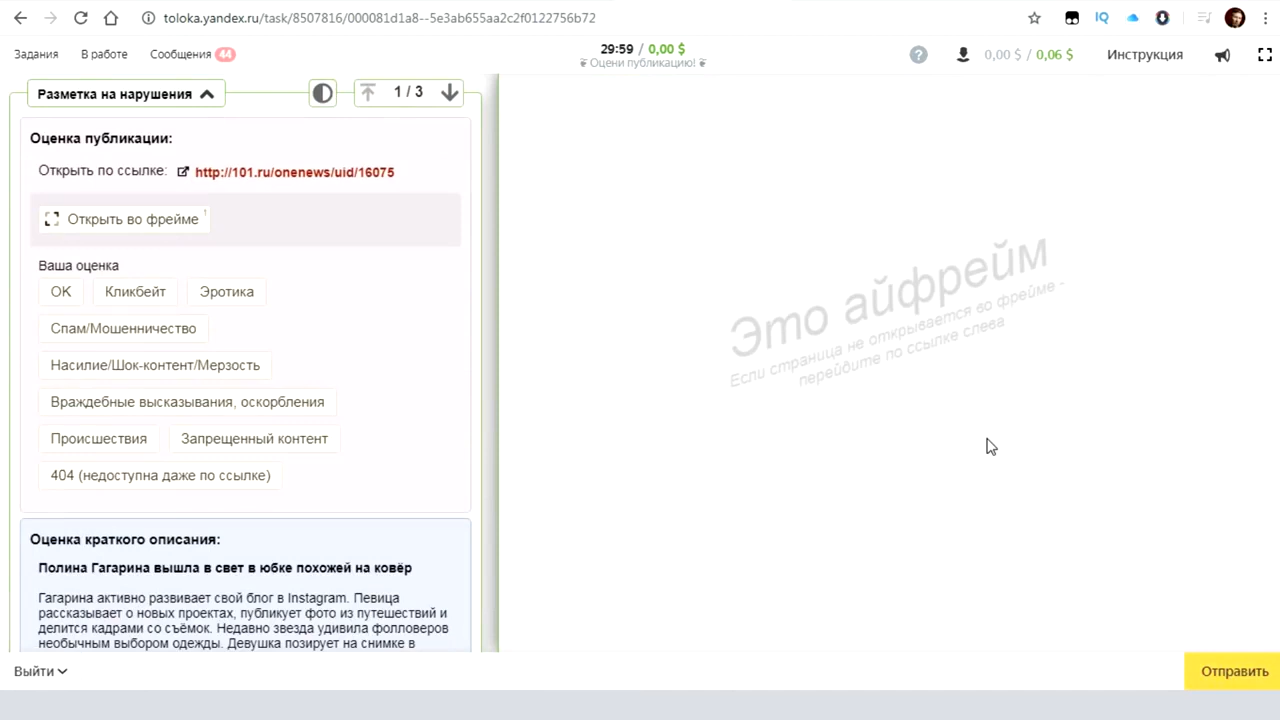 toloka.yandex.ru/task/8507816/000081d1a8--5e3ab655aa2c2f0122756b72
IQ
Задания В работе Сообщения 44
29:59 / 0,00 $
Оцени публикацию!
? 0,00 $ / 0,06 $ Инструкция
Разметка на нарушения
1 / 3
Оценка публикации:
Открыть по ссылке: http://101.ru/onenews/uid/16075
Открыть во фрейме 1
Ваша оценка
OK Кликбейт Эротика
Спам/Мошенничество
Насилие/Шок-контент/Мерзость
Враждебные высказывания, оскорбления
Происшествия Запрещенный контент
404 (недоступна даже по ссылке)
Оценка краткого описания:
Полина Гагарина вышла в свет в юбке похожей на ковёр
Гагарина активно развивает свой блог в Instagram. Певица
рассказывает о новых проектах, публикует фото из путешествий и
делится кадрами со съёмок. Недавно звезда удивила фолловеров
необычным выбором одежды. Девушка позирует на снимке в
Это айфрейм
Если страница не открывается во фрейме -
перейдите по ссылке слева
Выйти
Отправить